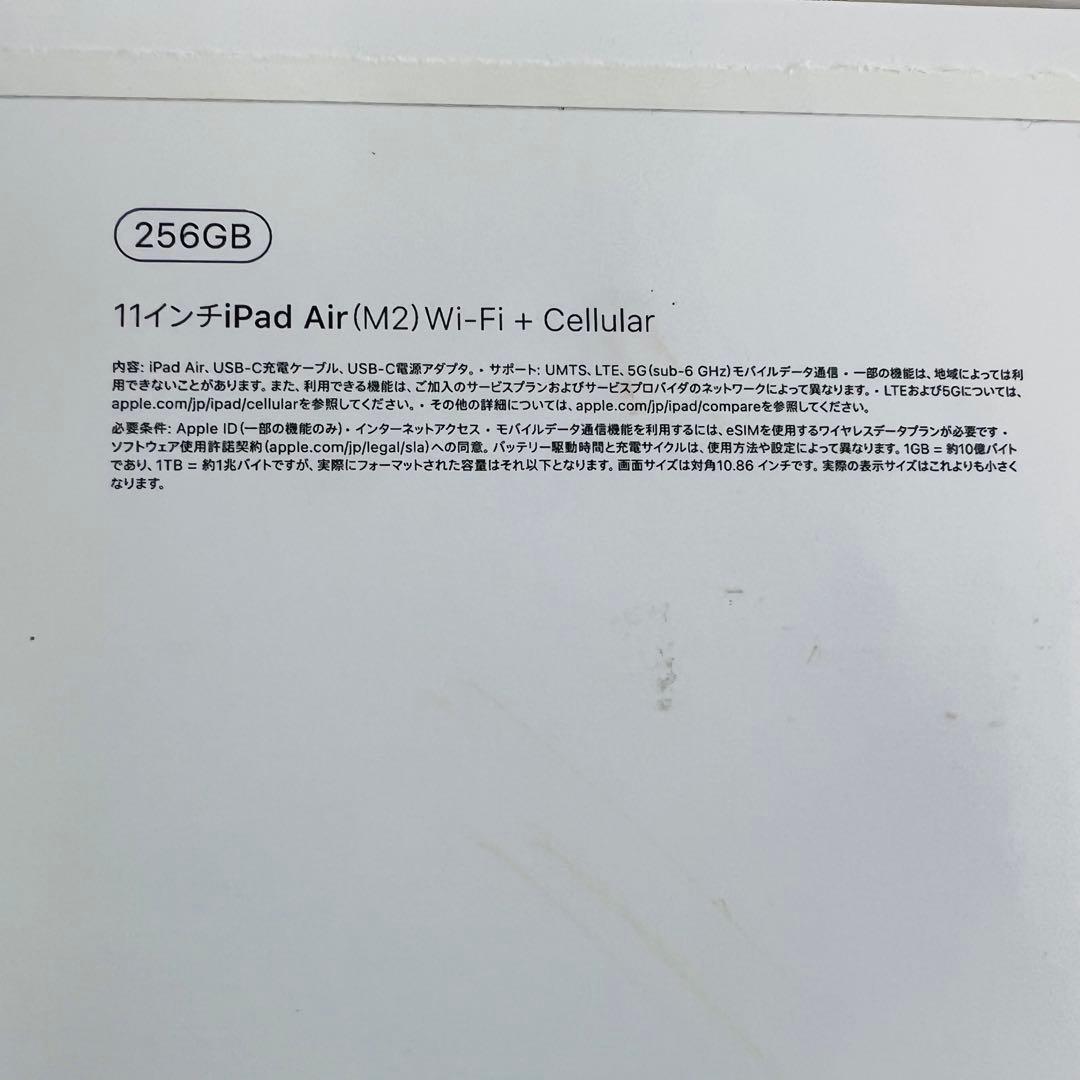 256GB
11インチiPad Air(M2)Wi-Fi + Cellular
内容: iPad Air、USB-C充電ケーブル、USB-C電源アダプタ。• サポート: UMTS、LTE、5G(sub-6 GHz)モバイルデータ通信 • 一部の機能は、地域によっては利
用できないことがあります。また、利用できる機能は、ご加入のサービスプランおよびサービスプロバイダのネットワークによって異なります。• LTEおよび5Gについては、
apple.com/jp/ipad/cellularを参照してください。• その他の詳細については、apple.com/jp/ipad/compareを参照してください。
必要条件: Apple ID(一部の機能のみ)• インターネットアクセス • モバイルデータ通信機能を利用するには、eSIMを使用するワイヤレスデータプランが必要です •
ソフトウェア使用許諾契約(apple.com/jp/legal/sla)への同意。バッテリー駆動時間と充電サイクルは、使用方法や設定によって異なります。1GB = 約10億バイト
であり、1TB = 約1兆バイトですが、実際にフォーマットされた容量はそれ以下となります。画面サイズは対角10.86 インチです。実際の表示サイズはこれよりも小さく
なります。